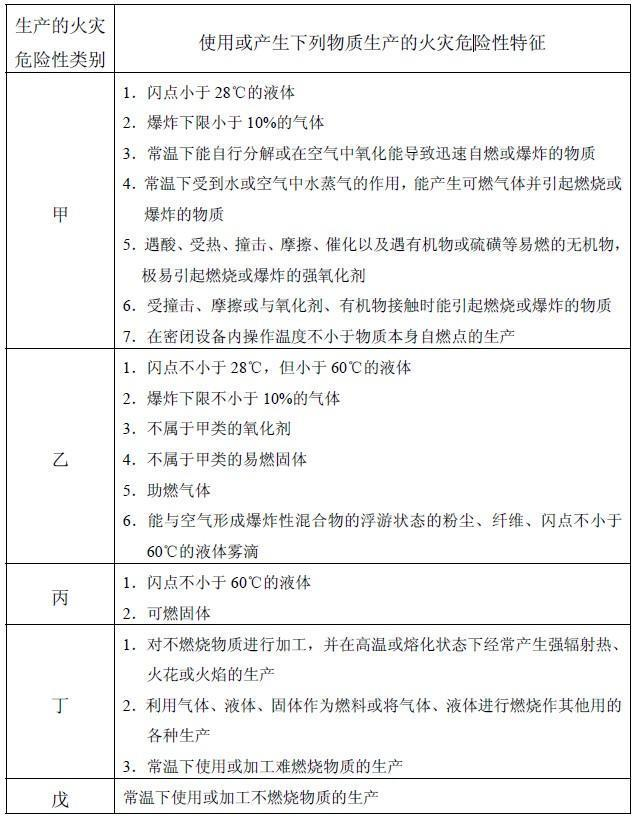 生产的火灾
危险性类别
使用或产生下列物质生产的火灾危险性特征
甲
1．闪点小于 28℃的液体
2．爆炸下限小于 10%的气体
3．常温下能自行分解或在空气中氧化能导致迅速自燃或爆炸的物质
4．常温下受到水或空气中水蒸气的作用，能产生可燃气体并引起燃烧或
爆炸的物质
5．遇酸、受热、撞击、摩擦、催化以及遇有机物或硫磺等易燃的无机物，
极易引起燃烧或爆炸的强氧化剂
6．受撞击、摩擦或与氧化剂、有机物接触时能引起燃烧或爆炸的物质
7．在密闭设备内操作温度不小于物质本身自燃点的生产
乙
1．闪点不小于 28℃，但小于 60℃的液体
2．爆炸下限不小于 10%的气体
3．不属于甲类的氧化剂
4．不属于甲类的易燃固体
5．助燃气体
6．能与空气形成爆炸性混合物的浮游状态的粉尘、纤维、闪点不小于
60℃的液体雾滴
丙
1．闪点不小于 60℃的液体
2．可燃固体
丁
1．对不燃烧物质进行加工，并在高温或熔化状态下经常产生强辐射热、
火花或火焰的生产
2．利用气体、液体、固体作为燃料或将气体、液体进行燃烧作其他用的
各种生产
3．常温下使用或加工难燃烧物质的生产
戊
常温下使用或加工不燃烧物质的生产